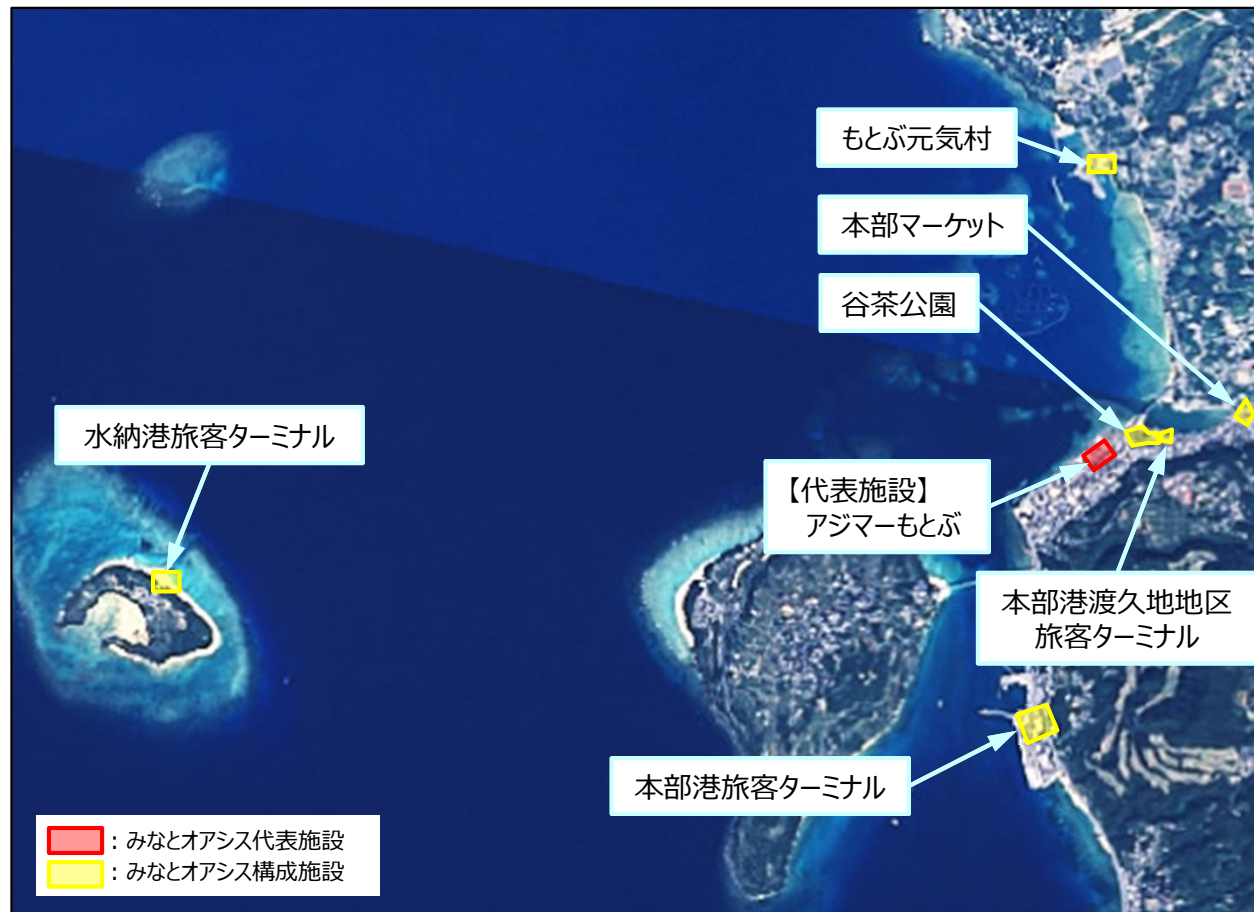 もとぶ元気村
本部マーケット
谷茶公園
水納港旅客ターミナル
【代表施設】
アジマーもとぶ
本部港渡久地地区
旅客ターミナル
本部港旅客ターミナル
：みなとオアシス代表施設
：みなとオアシス構成施設